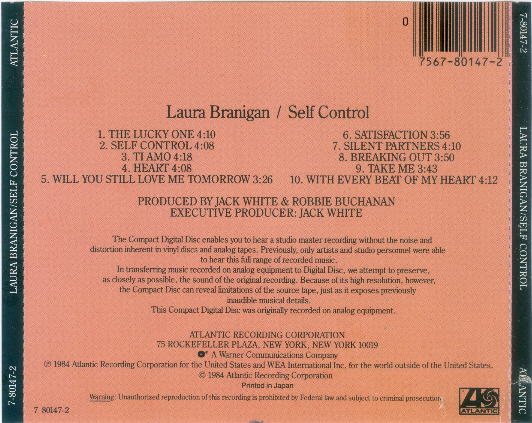 ATLANTIC
LAURA BRANIGAN/SELF CONTROL
7-80147-2
0
7567-80147-2
Laura Branigan / Self Control
1. THE LUCKY ONE 4:10
2. SELF CONTROL 4:08
3. TI AMO 4:18
4. HEART 4:08
5. WILL YOU STILL LOVE ME TOMORROW 3:26
6. SATISFACTION 3:56
7. SILENT PARTNERS 4:10
8. BREAKING OUT 3:50
9. TAKE ME 3:43
10. WITH EVERY BEAT OF MY HEART 4:12
PRODUCED BY JACK WHITE & ROBBIE BUCHANAN
EXECUTIVE PRODUCER: JACK WHITE
The Compact Digital Disc enables you to hear a studio master recording without the noise and
distortion inherent in vinyl discs and analog tapes. Previously, only artists and studio personnel were able
to hear this full range of recorded music.
In transferring music recorded on analog equipment to Digital Disc, we attempt to preserve,
as closely as possible, the sound of the original recording. Because of its high resolution, however,
the Compact Disc can reveal limitations of the source tape, just as it exposes previously
inaudible musical details.
This Compact Digital Disc was originally recorded on analog equipment.
ATLANTIC RECORDING CORPORATION
75 ROCKEFELLER PLAZA, NEW YORK, NEW YORK 10019
A Warner Communications Company
℗ 1984 Atlantic Recording Corporation for the United States and WEA International Inc. for the world outside of the United States.
© 1984 Atlantic Recording Corporation
Printed in Japan
Warning: Unauthorized reproduction of this recording is prohibited by Federal law and subject to criminal prosecution.
7 80147-2
ATLANTIC
7-80147-2
LAURA BRANIGAN/SELF CONTROL
ATLANTIC